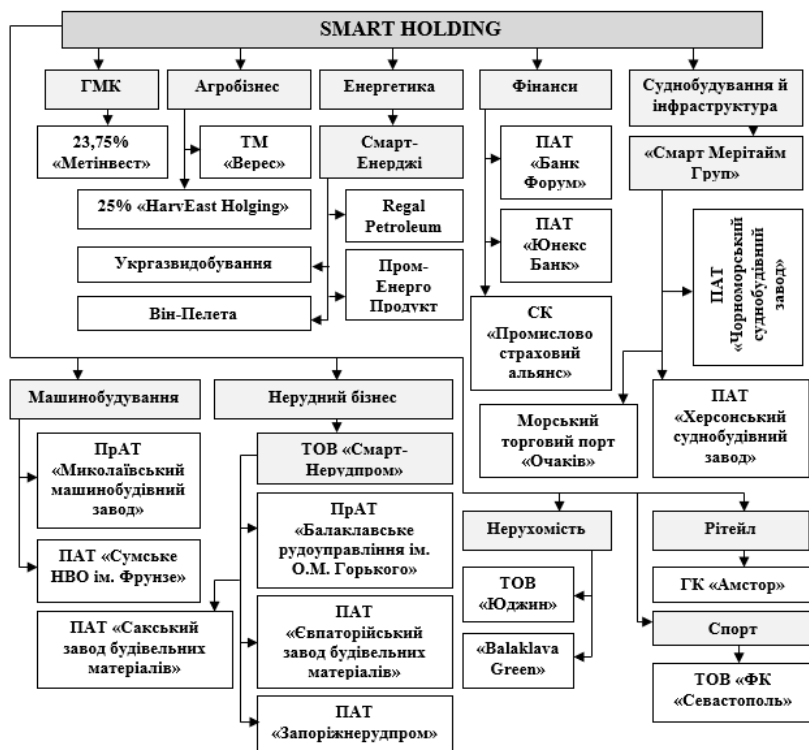 SMART HOLDING
ГМК
Агробізнес
Енергетика
Фінанси
Суднобудування й
інфраструктура
23,75%
«Метінвест»
ТМ
«Верес»
Смарт-
Енерджі
ПАТ
«Банк
Форум»
«Смарт Мерітайм
Груп»
25% «HarvEast Holging»
Regal
Petroleum
ПАТ
«Юнекс
Банк»
ПАТ
«Чорноморський
суднобудівний
завод»
Укргазвидобування
Пром-
Енерго
Продукт
Він-Пелета
СК
«Промислово
страховий
альянс»
Машинобудування
Нерудний бізнес
Морський
торговий порт
«Очаків»
ПАТ
«Херсонський
суднобудівний
завод»
ПрАТ
«Миколаївський
машинобудівний
завод»
ТОВ «Смарт-
Нерудпром»
ПрАТ
«Балаклавське
рудоуправління ім.
О.М. Горького»
Нерухомість
Рітейл
ПАТ «Сумське
НВО ім. Фрунзе»
ТОВ
«Юджин»
ГК «Амстор»
ПАТ «Сакський
завод будівельних
матеріалів»
ПАТ
«Євпаторійський
завод будівельних
матеріалів»
Спорт
«Balaklava
Green»
ТОВ «ФК
«Севастополь»
ПАТ
«Запоріжнерудпром»